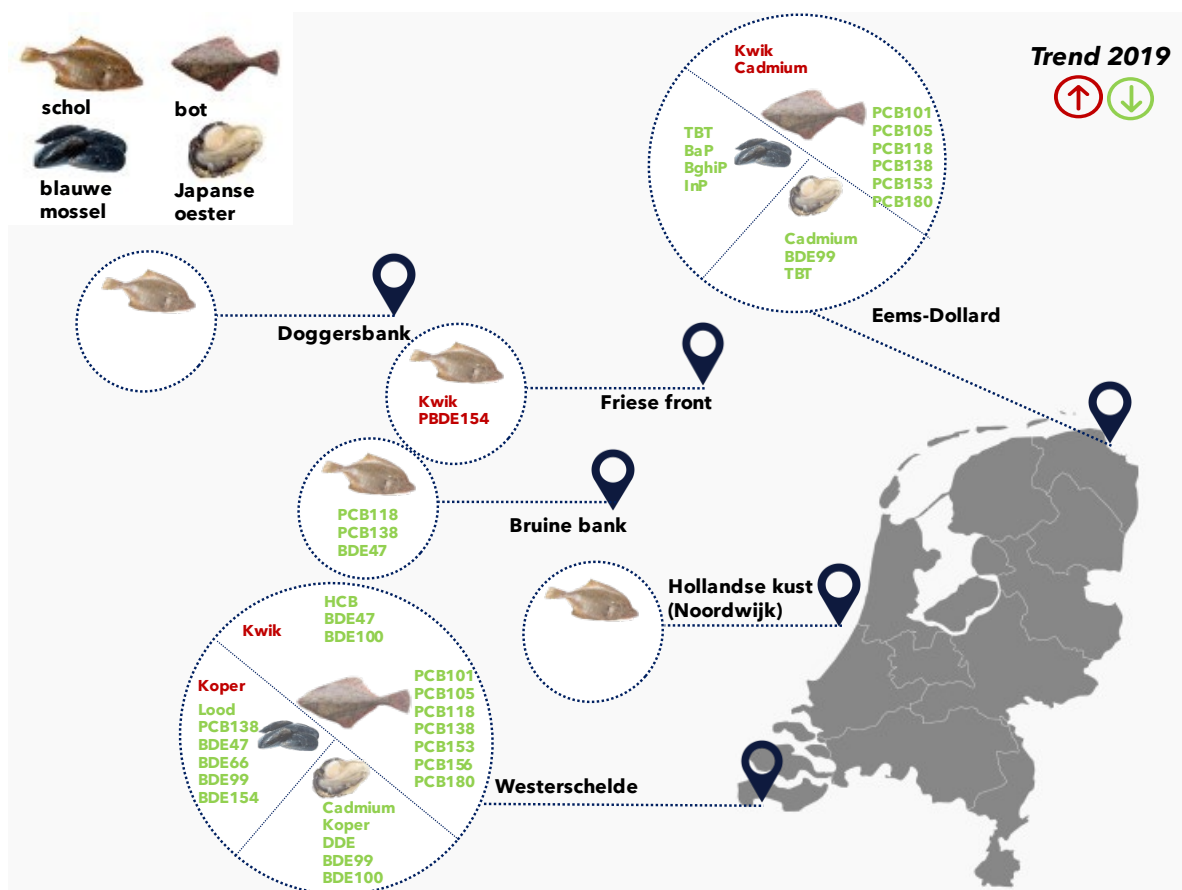 schol
bot
blauwe
mossel
Japanse
oester
Trend 2019
Kwik
Cadmium
PCB101
PCB105
PCB118
PCB138
PCB153
PCB180
TBT
BaP
BghiP
InP
Cadmium
BDE99
TBT
Eems-Dollard
Doggersbank
Kwik
PBDE154
Friese front
PCB118
PCB138
BDE47
Bruine bank
Hollandse kust
(Noordwijk)
Kwik
HCB
BDE47
BDE100
PCB101
PCB105
PCB118
PCB138
PCB153
PCB156
PCB180
Koper
Lood
PCB138
BDE47
BDE66
BDE99
BDE154
Cadmium
Koper
DDE
BDE99
BDE100
Westerschelde